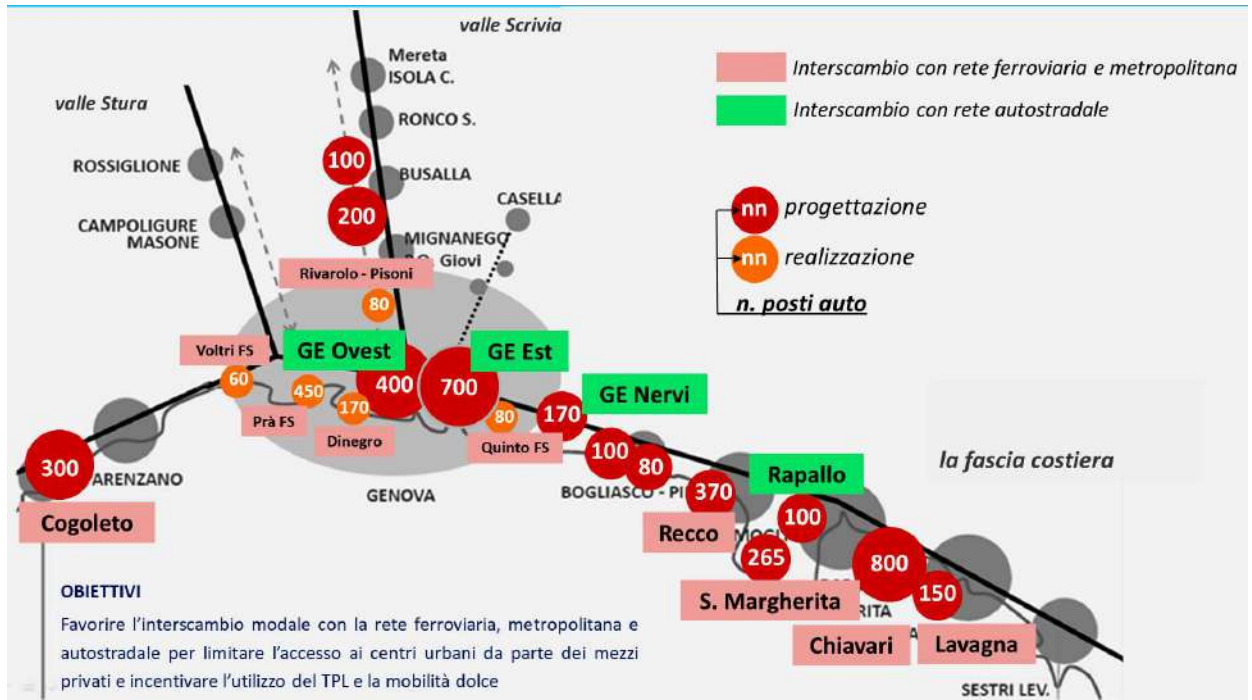 valle Scrivia
valle Stura
Mereta
ISOLA C.
RONCO S.
ROSSIGLIONE
100
BUSALLA
CASELLA
CAMPOLIGURE
MASONE
200
MIGNANEGO
Giovi
Rivarolo - Pisoni
80
Voltri FS
GE Ovest
GE Est
60
450
170
400
700
80
Prà FS
Dinegro
Quinto FS
GE Nervi
170
100
80
370
300
ARENZANO
GENOVA
BOGLIASCO - PI
Cogoleto
Recco
Rapallo
100
265
S. Margherita
800
150
RITA
Chiavari
Lavagna
SESTRI LEV.
la fascia costiera
Interscambio con rete ferroviaria e metropolitana
Interscambio con rete autostradale
nn progettazione
nn realizzazione
n. posti auto
OBIETTIVI
Favorire l'interscambio modale con la rete ferroviaria, metropolitana e
autostradale per limitare l'accesso ai centri urbani da parte dei mezzi
privati e incentivare l'utilizzo del TPL e la mobilità dolce